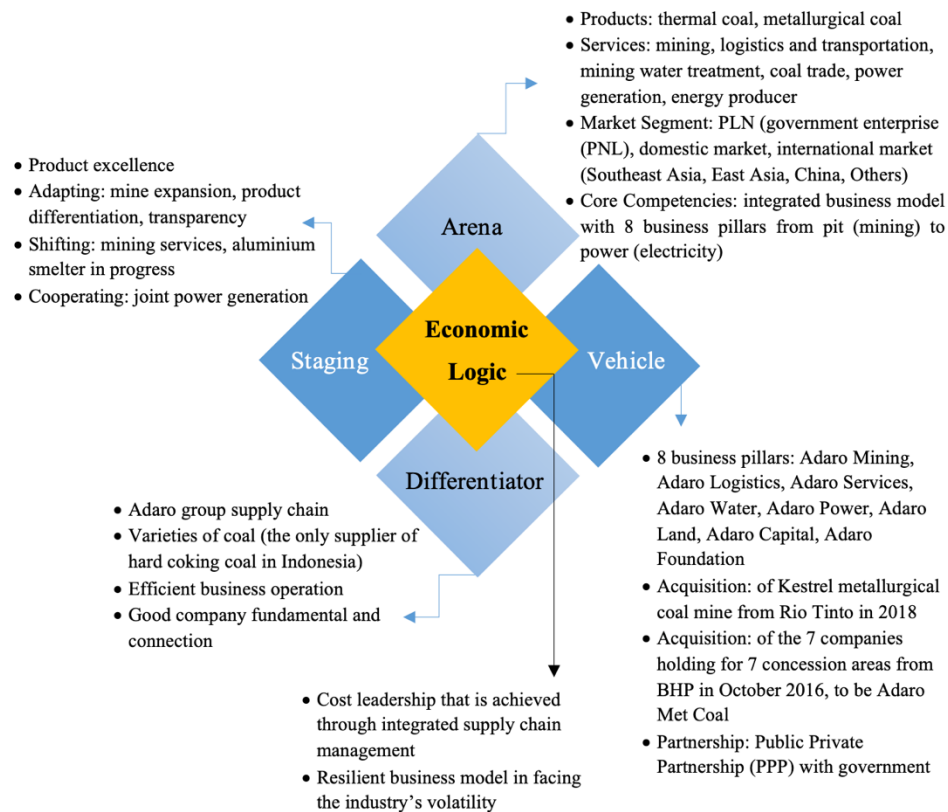 • Products: thermal coal, metallurgical coal
• Services: mining, logistics and transportation,
mining water treatment, coal trade, power
generation, energy producer
• Market Segment: PLN (government enterprise
(PNL), domestic market, international market
(Southeast Asia, East Asia, China, Others)
• Core Competencies: integrated business model
with 8 business pillars from pit (mining) to
power (electricity)
• Product excellence
• Adapting: mine expansion, product
differentiation, transparency
• Shifting: mining services, aluminium
smelter in progress
• Cooperating: joint power generation
Arena
Staging
Economic
Logic
Vehicle
Differentiator
• Adaro group supply chain
• Varieties of coal (the only supplier of
hard coking coal in Indonesia)
• Efficient business operation
• Good company fundamental and
connection
• 8 business pillars: Adaro Mining,
Adaro Logistics, Adaro Services,
Adaro Water, Adaro Power, Adaro
Land, Adaro Capital, Adaro
Foundation
• Acquisition: of Kestrel metallurgical
coal mine from Rio Tinto in 2018
• Acquisition: of the 7 companies
holding for 7 concession areas from
BHP in October 2016, to be Adaro
Met Coal
• Partnership: Public Private
Partnership (PPP) with government
• Cost leadership that is achieved
through integrated supply chain
management
• Resilient business model in facing
the industry's volatility